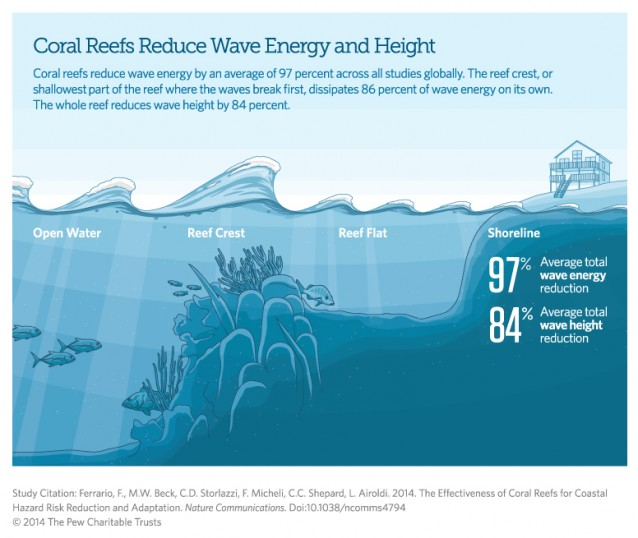 Coral Reefs Reduce Wave Energy and Height
Coral reefs reduce wave energy by an average of 97 percent across all studies globally. The reef crest, or
shallowest part of the reef where the waves break first, dissipates 86 percent of wave energy on its own.
The whole reef reduces wave height by 84 percent.
Open Water
Reef Crest
Reef Flat
Shoreline
97%
Average total
wave energy
reduction
84%
Average total
wave height
reduction
Study Citation: Ferrario, F., M.W. Beck, C.D. Storlazzi, F. Micheli, C.C. Shepard, L. Airoldi. 2014. The Effectiveness of Coral Reefs for Coastal
Hazard Risk Reduction and Adaptation. Nature Communications. Doi:10.1038/ncomms4794
© 2014 The Pew Charitable Trusts